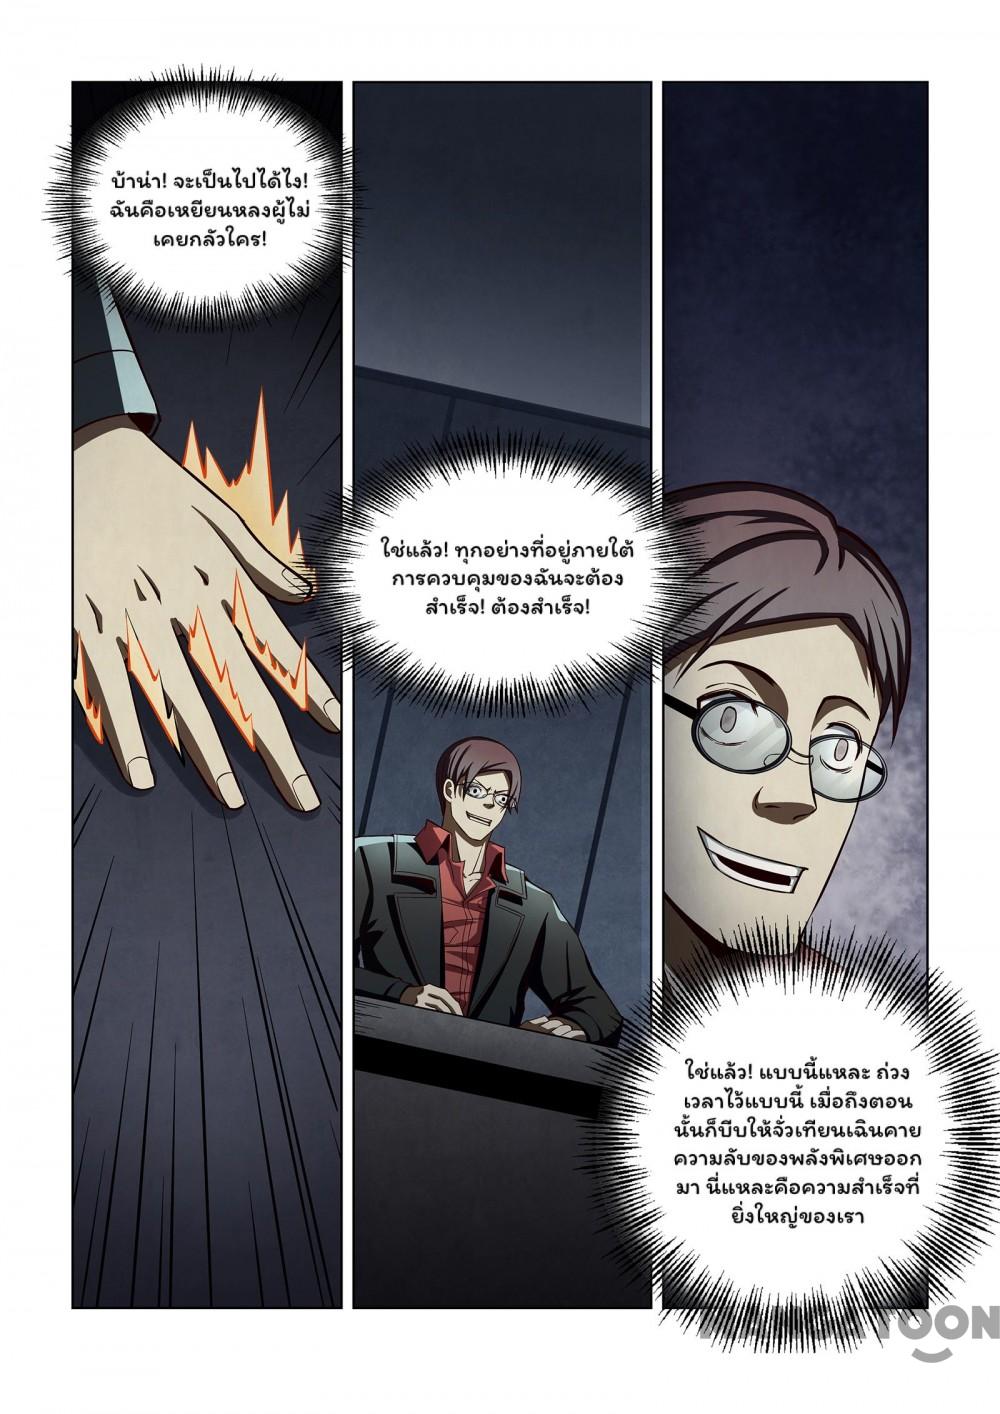 บ้าน่า! จะเป็นไปได้ไง!
ฉันคือเหยียนหลงผู้ไม่
เคยกลัวใคร!
ใช่แล้ว! ทุกอย่างที่อยู่ภายใต้
การควบคุมของฉันจะต้อง
สำเร็จ! ต้องสำเร็จ!
ใช่แล้ว! แบบนี้แหละ ถ่วง
เวลาไว้แบบนี้ เมื่อถึงตอน
นั้นก็บีบให้จั่วเทียนเฉินคาย
ความลับของพลังพิเศษออก
มา นี่แหละคือความสำเร็จที่
ยิ่งใหญ่ของเรา